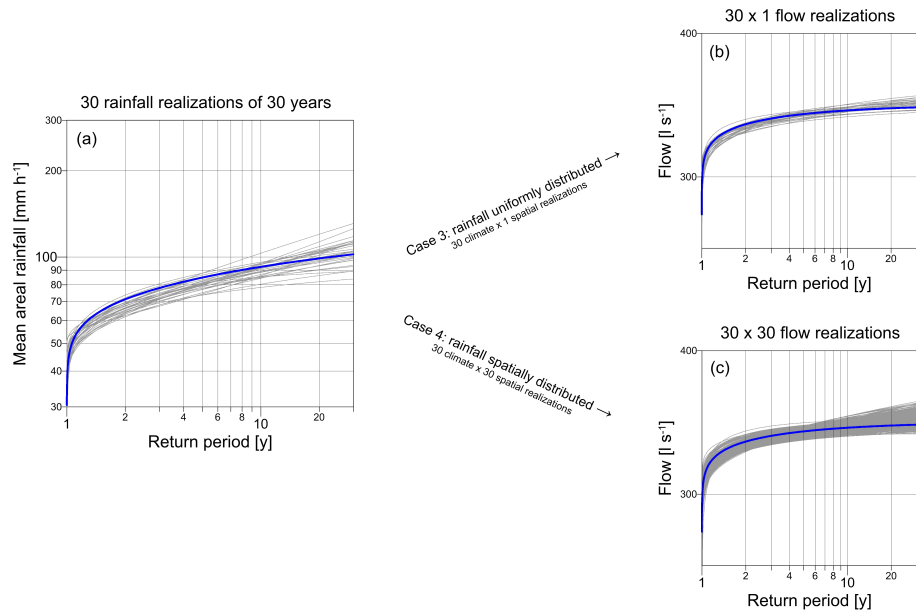 30 rainfall realizations of 30 years
(a)
300
200
100
90
80
70
60
50
40
30
Mean areal rainfall [mm h⁻¹]
1 2 4 6 8 10 20
Return period [y]
Case 3: rainfall uniformly distributed →
30 climate x 1 spatial realizations
Case 4: rainfall spatially distributed →
30 climate x 30 spatial realizations
30 x 1 flow realizations
(b)
400
300
Flow [l s⁻¹]
1 2 4 6 8 10 20
Return period [y]
30 x 30 flow realizations
(c)
400
300
Flow [l s⁻¹]
1 2 4 6 8 10 20
Return period [y]